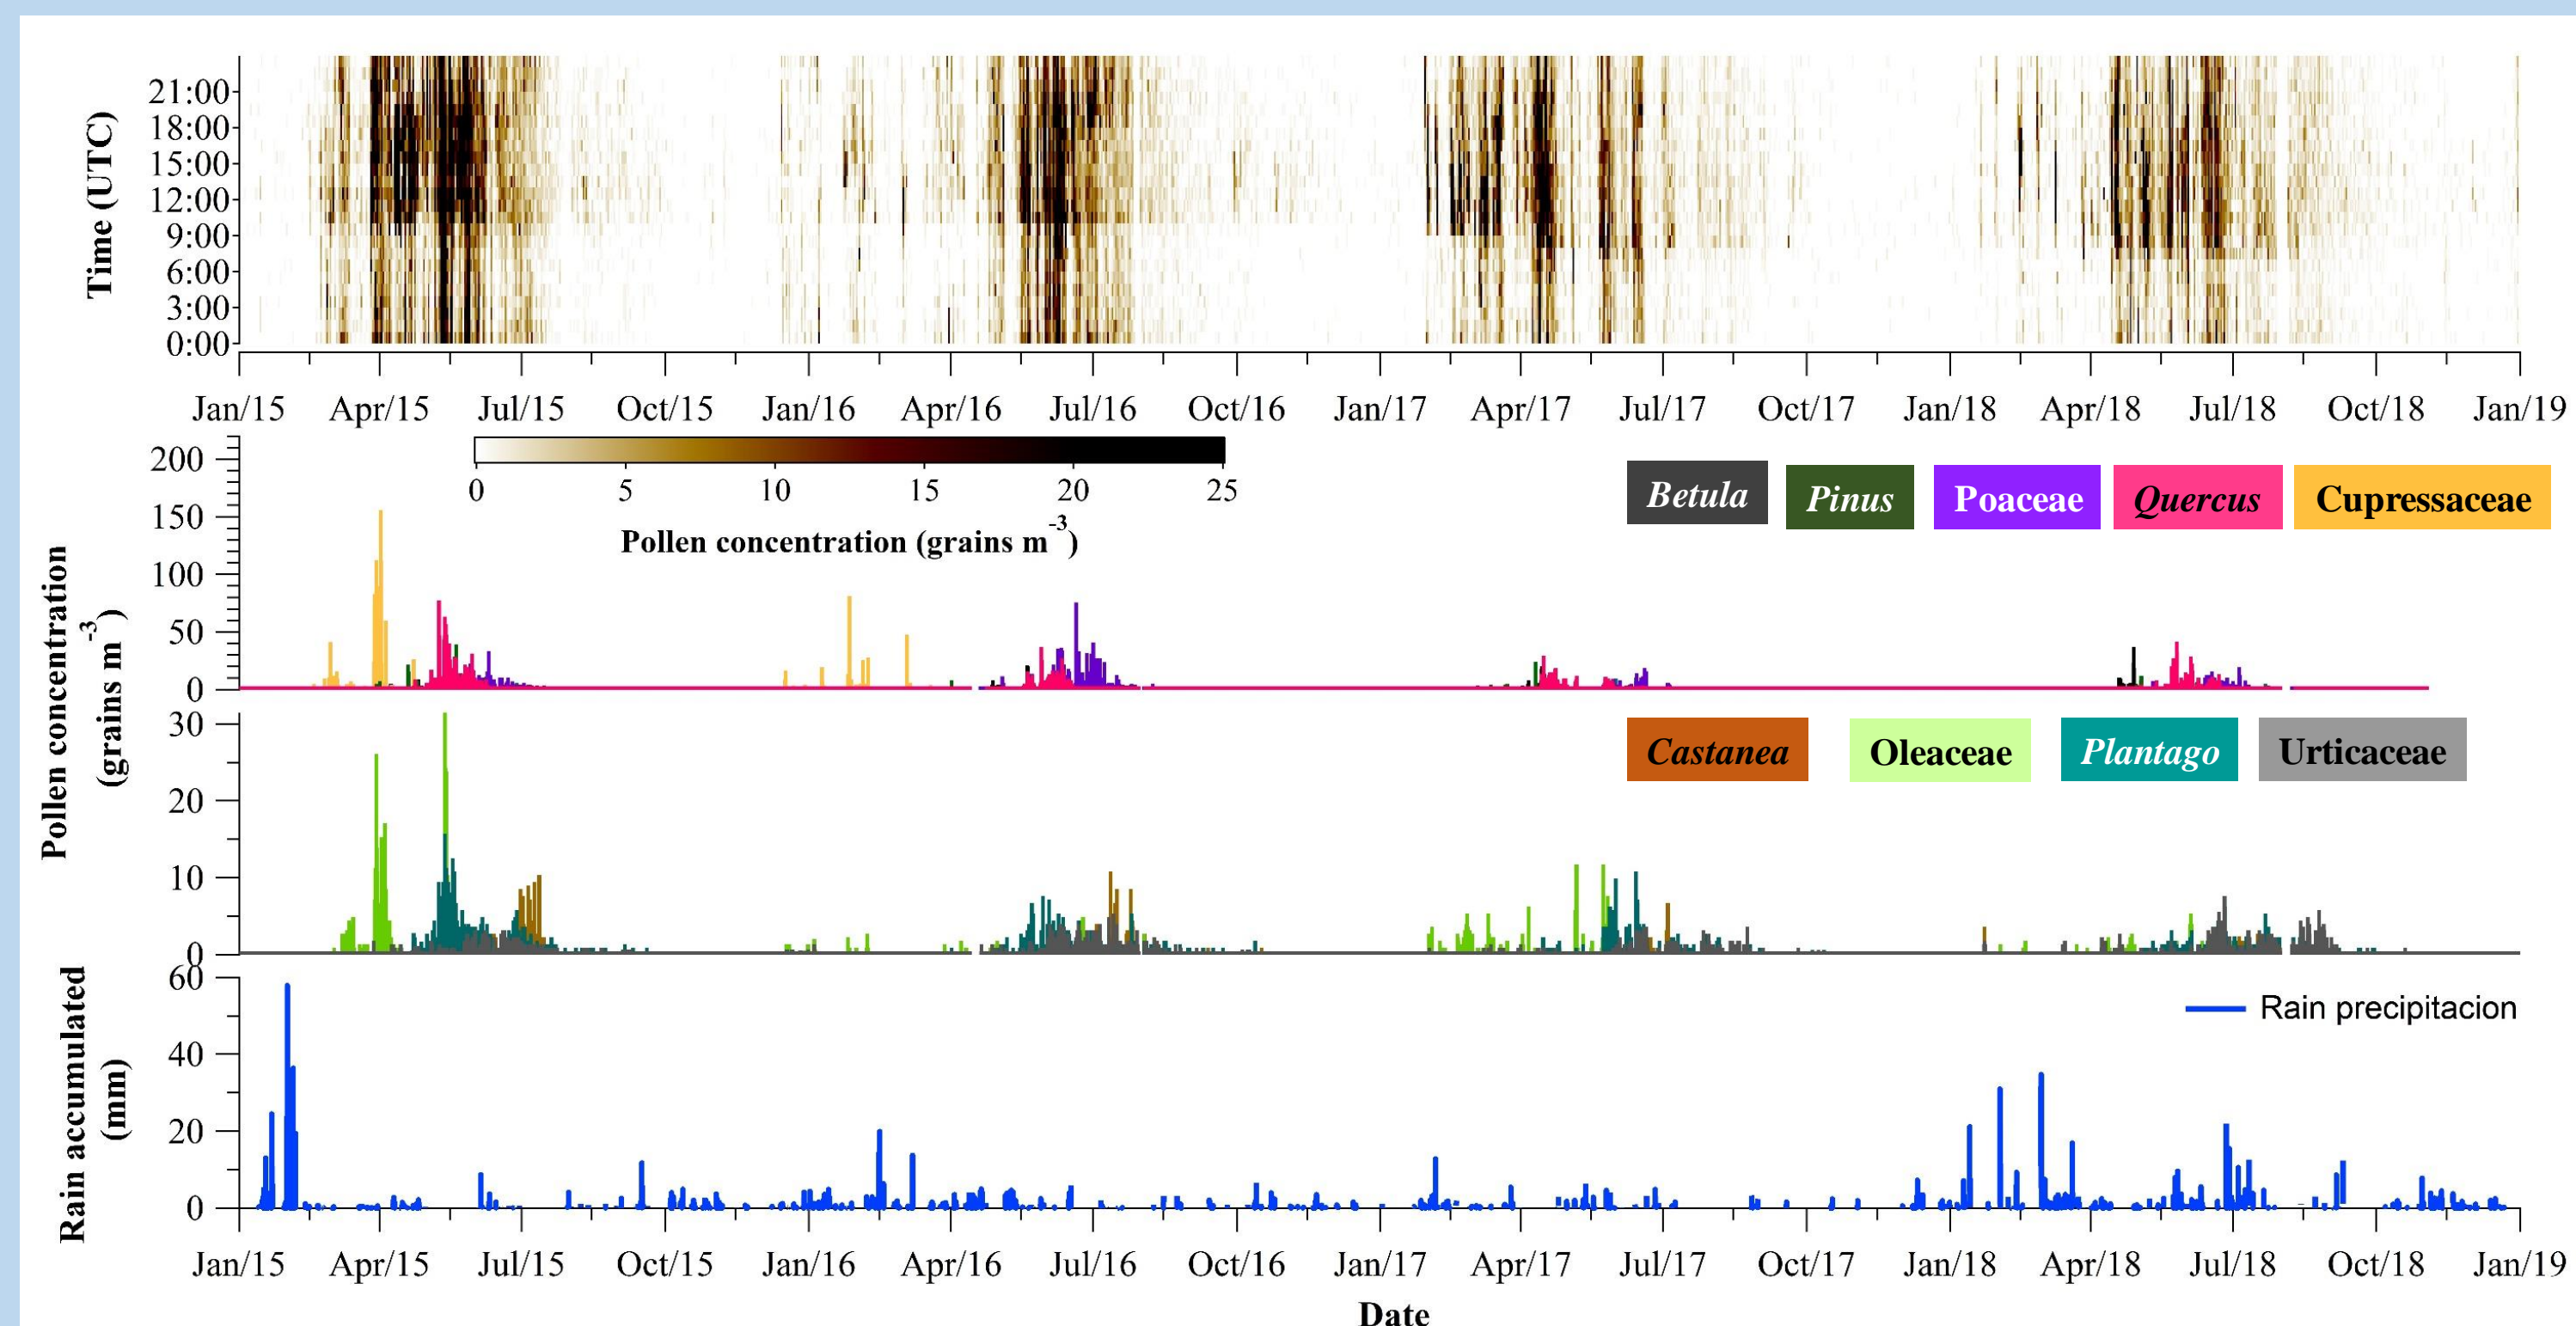 Time (UTC)
21:00
18:00
15:00
12:00
9:00
6:00
3:00
0:00
Jan/15 Apr/15 Jul/15 Oct/15 Jan/16 Apr/16 Jul/16 Oct/16 Jan/17 Apr/17 Jul/17 Oct/17 Jan/18 Apr/18 Jul/18 Oct/18 Jan/19
0 5 10 15 20 25
Pollen concentration (grains m⁻³)
Betula Pinus Poaceae Quercus Cupressaceae
Pollen concentration
(grains m⁻³)
200
150
100
50
0
Castanea Oleaceae Plantago Urticaceae
30
20
10
0
Rain accumulated
(mm)
60
40
20
0
Rain precipitacion
Jan/15 Apr/15 Jul/15 Oct/15 Jan/16 Apr/16 Jul/16 Oct/16 Jan/17 Apr/17 Jul/17 Oct/17 Jan/18 Apr/18 Jul/18 Oct/18 Jan/19
Date